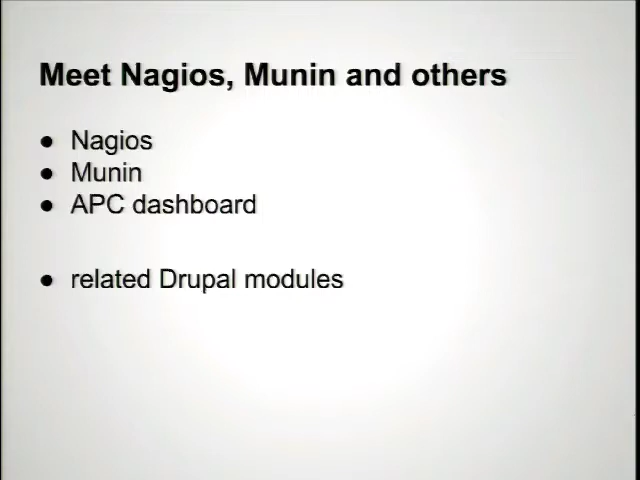 Meet Nagios, Munin and others
● Nagios
● Munin
● APC dashboard
● related Drupal modules